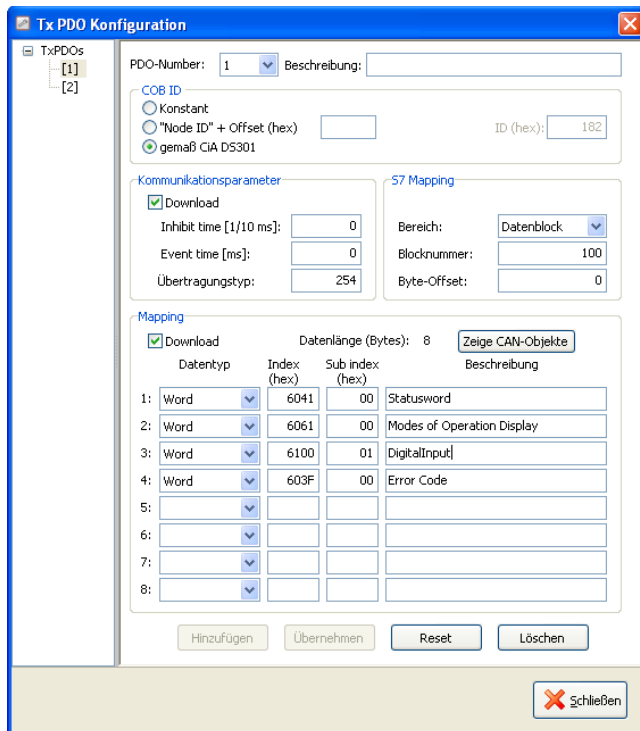 Tx PDO Konfiguration
TxPDOs
[1]
[2]
PDO-Number: 1 Beschreibung:
COB ID
Konstant
"Node ID" + Offset (hex) ID (hex): 182
gemäß CiA DS301
Kommunikationsparameter
Download
Inhibit time [1/10 ms]: 0
Event time [ms]: 0
Übertragungstyp: 254
S7 Mapping
Bereich: Datenblock
Blocknummer: 100
Byte-Offset: 0
Mapping
Download Datenlänge (Bytes): 8 Zeige CAN-Objekte
Datentyp Index (hex) Sub index (hex) Beschreibung
1: Word 6041 00 Statusword
2: Word 6061 00 Modes of Operation Display
3: Word 6100 01 DigitalInput
4: Word 603F 00 Error Code
5:
6:
7:
8:
Hinzufügen Übernehmen Reset Löschen
Schließen